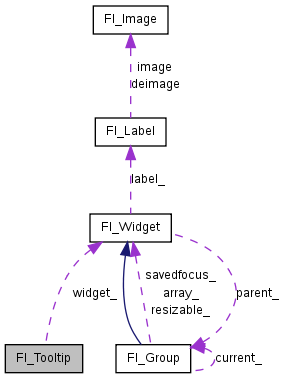 Fl_Image
image
deimage
Fl_Label
label_
Fl_Widget
savedfocus_
widget_
array_
parent_
resizable_
Fl_Tooltip
Fl_Group
current_